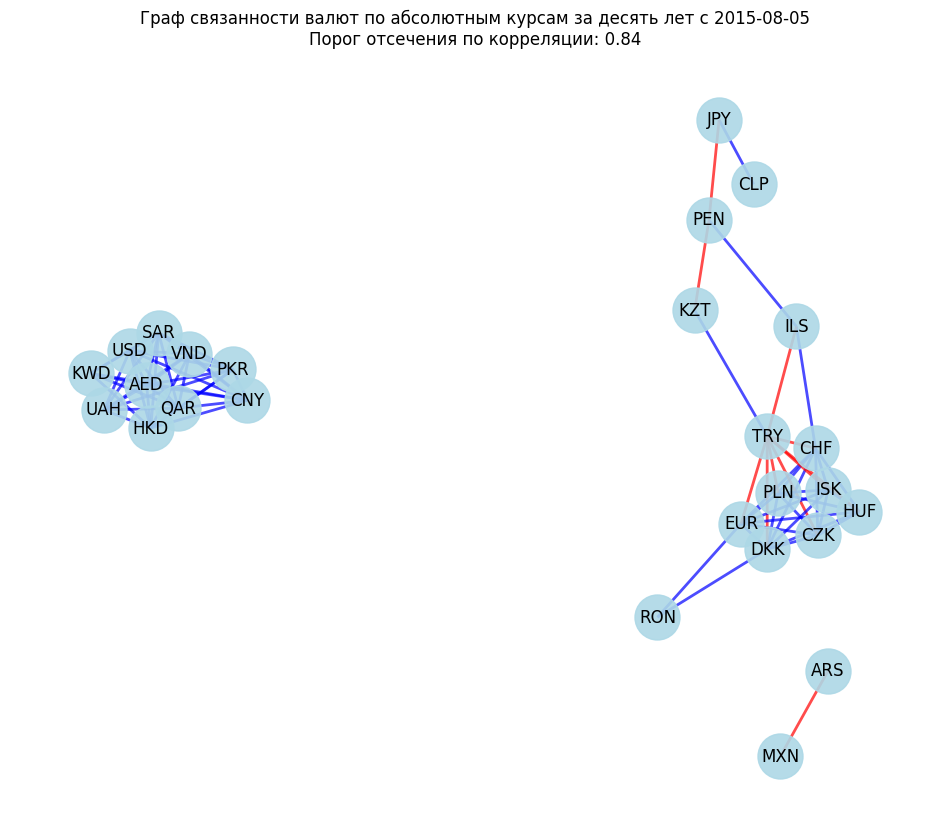 Граф связанности валют по абсолютным курсам за десять лет с 2015-08-05
Порог отсечения по корреляции: 0.84
JPY
CLP
PEN
KZT
ILS
SAR
USD
VND
KWD
AED
PKR
UAH
QAR
CNY
HKD
TRY
CHF
PLN
ISK
HUF
EUR
CZK
DKK
RON
ARS
MXN